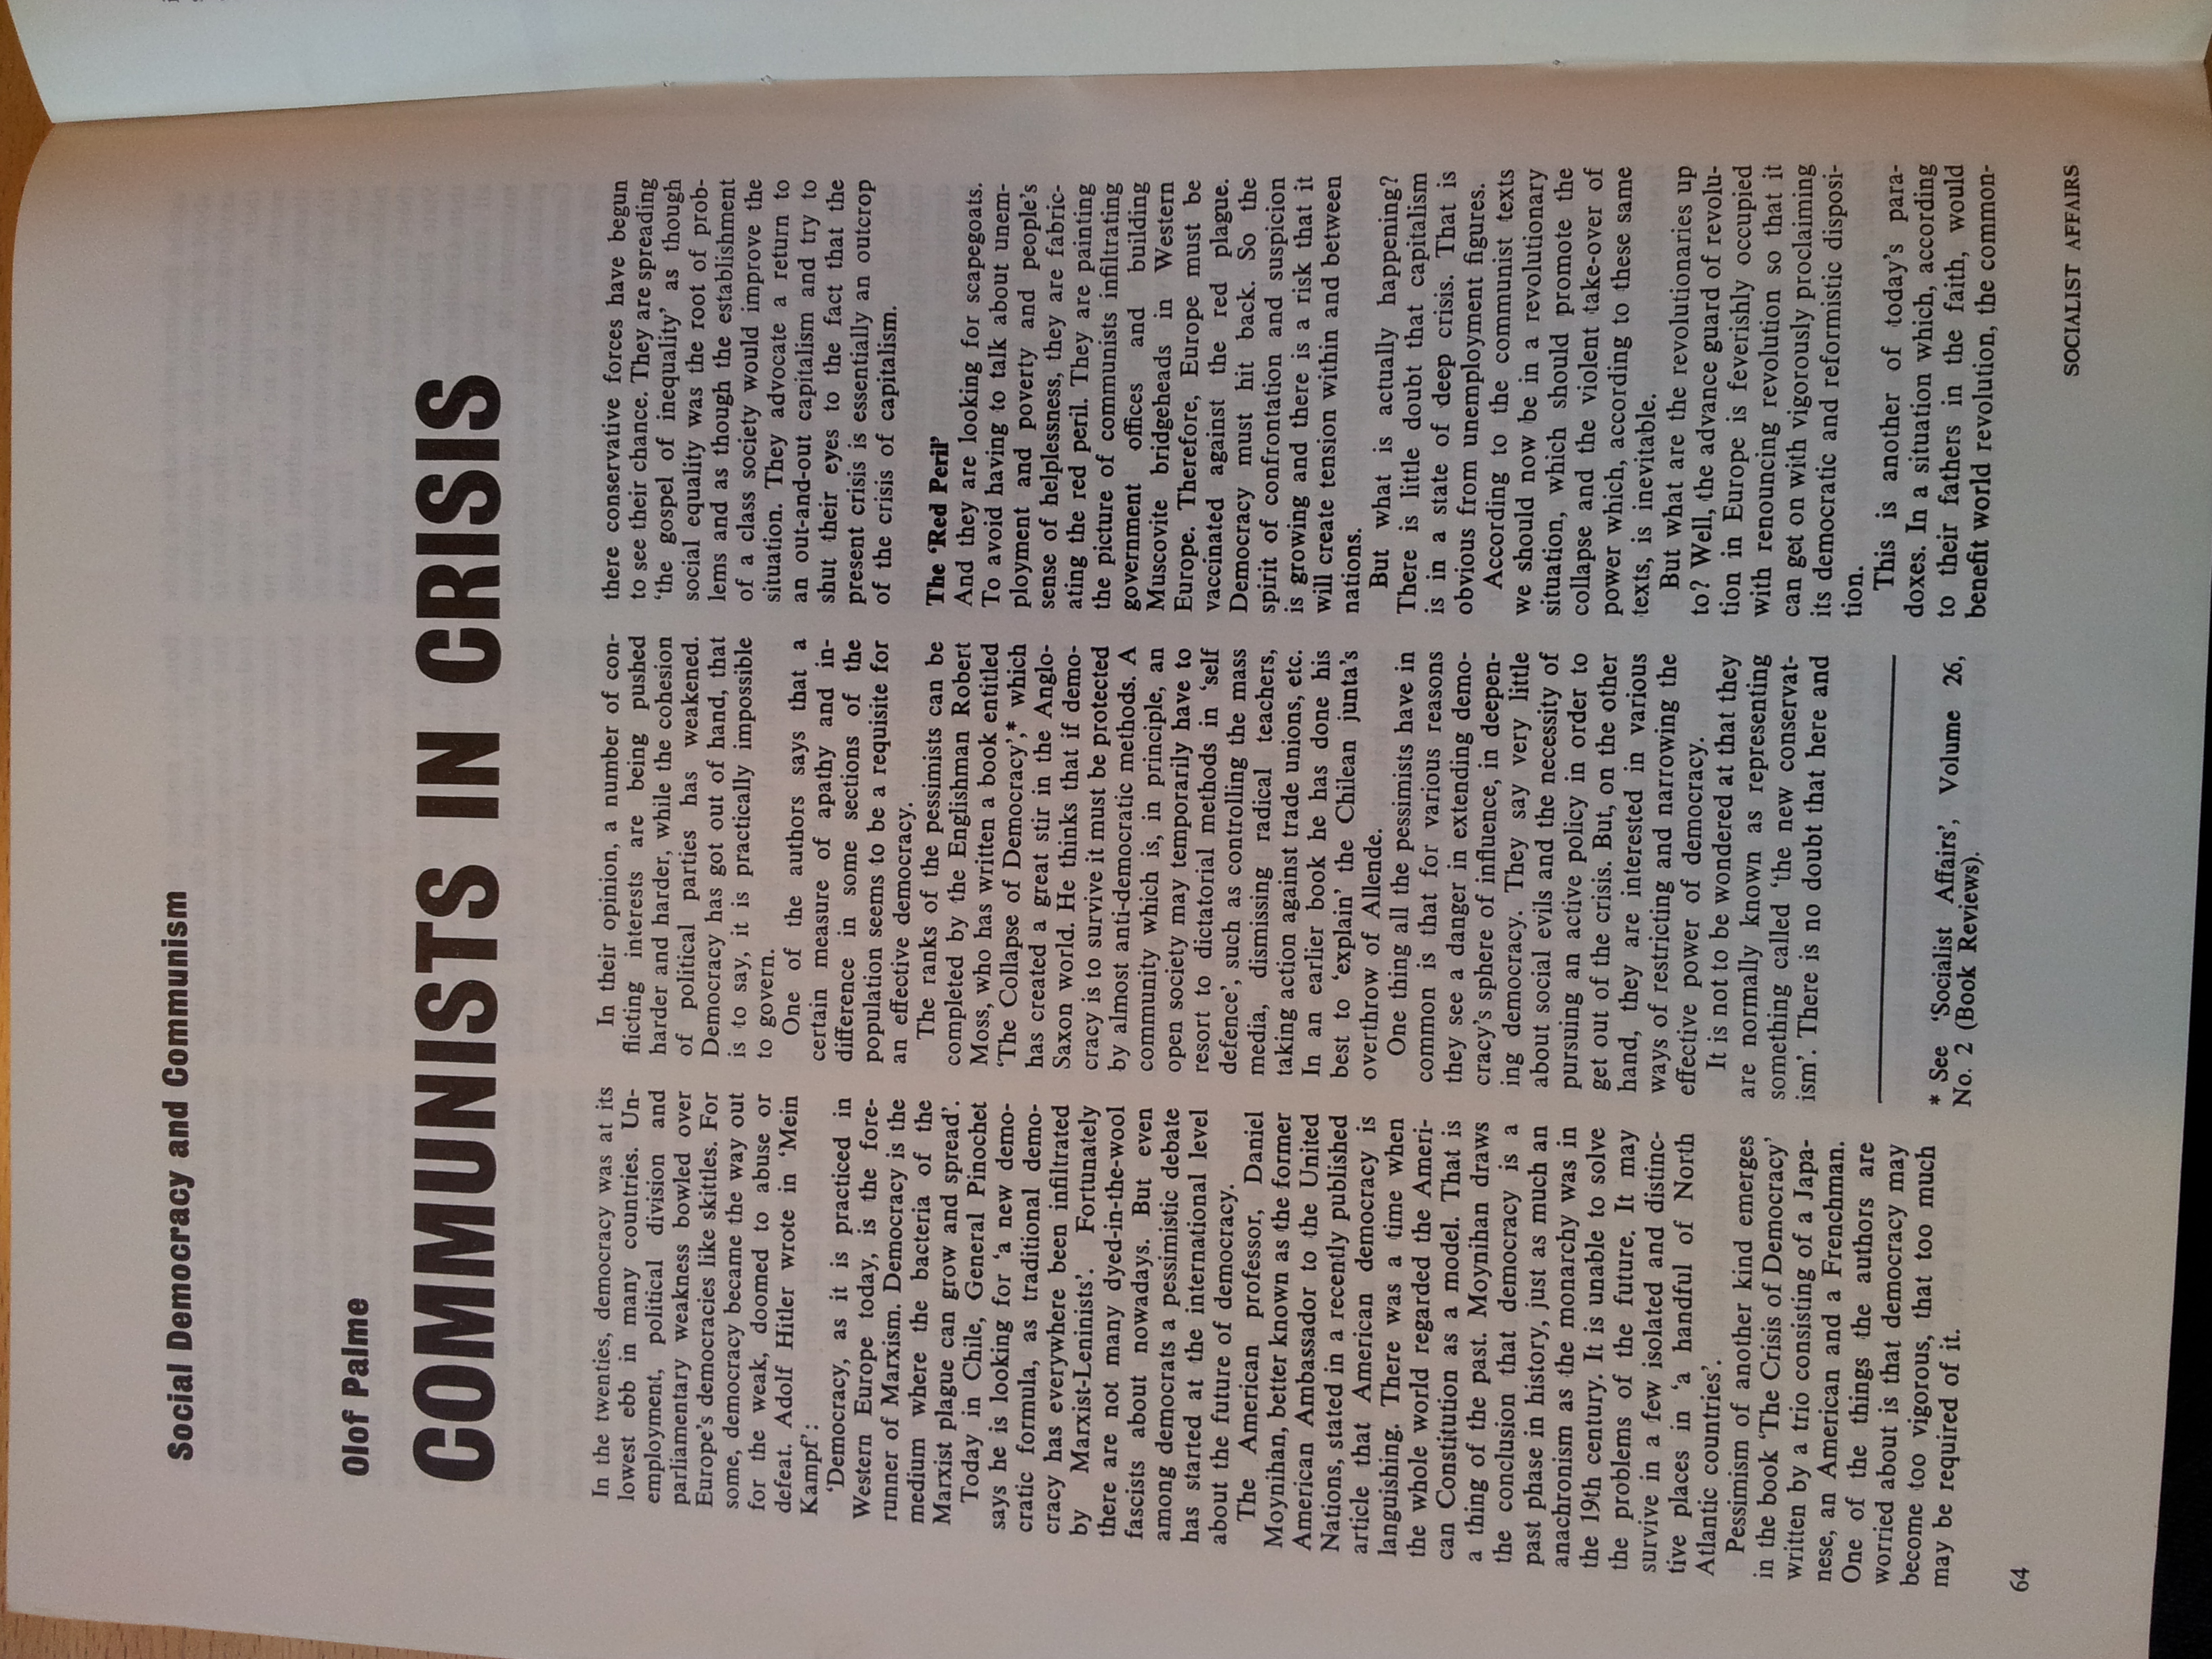 Social Democracy and Communism
Olof Palme
COMMUNISTS IN CRISIS
In the twenties, democracy was at its
lowest ebb in many countries. Un-
employment, political division and
parliamentary weakness bowled over
Europe's democracies like skittles. For
some, democracy became the way out
for the weak, doomed to abuse or
defeat. Adolf Hitler wrote in 'Mein
Kampf':
'Democracy, as it is practiced in
Western Europe today, is the fore-
runner of Marxism. Democracy is the
medium where the bacteria of the
Marxist plague can grow and spread'.
Today in Chile, General Pinochet
says he is looking for 'a new demo-
cratic formula, as traditional demo-
cracy has everywhere been infiltrated
by Marxist-Leninists'. Fortunately
there are not many dyed-in-the-wool
fascists about nowadays. But even
among democrats a pessimistic debate
has started at the international level
about the future of democracy.
The American professor, Daniel
Moynihan, better known as the former
American Ambassador to the United
Nations, stated in a recently published
article that American democracy is
languishing. There was a time when
the whole world regarded the Ameri-
can Constitution as a model. That is
a thing of the past. Moynihan draws
the conclusion that democracy is a
past phase in history, just as much an
anachronism as the monarchy was in
the 19th century. It is unable to solve
the problems of the future. It may
survive in a few isolated and distinc-
tive places in 'a handful of North
Atlantic countries'.
Pessimism of another kind emerges
in the book 'The Crisis of Democracy'
written by a trio consisting of a Japa-
nese, an American and a Frenchman.
One of the things the authors are
worried about is that democracy may
become too vigorous, that too much
may be required of it.
In their opinion, a number of con-
flicting interests are being pushed
harder and harder, while the cohesion
of political parties has weakened.
Democracy has got out of hand, that
is to say, it is practically impossible
to govern.
One of the authors says that a
certain measure of apathy and in-
difference in some sections of the
population seems to be a requisite for
an effective democracy.
The ranks of the pessimists can be
completed by the Englishman Robert
Moss, who has written a book entitled
'The Collapse of Democracy',* which
has created a great stir in the Anglo-
Saxon world. He thinks that if demo-
cracy is to survive it must be protected
by almost anti-democratic methods. A
community which is, in principle, an
open society may temporarily have to
resort to dictatorial methods in 'self
defence', such as controlling the mass
media, dismissing radical teachers,
taking action against trade unions, etc.
In an earlier book he has done his
best to 'explain' the Chilean junta's
overthrow of Allende.
One thing all the pessimists have in
common is that for various reasons
they see a danger in extending demo-
cracy's sphere of influence, in deepen-
ing democracy. They say very little
about social evils and the necessity of
pursuing an active policy in order to
get out of the crisis. But, on the other
hand, they are interested in various
ways of restricting and narrowing the
effective power of democracy.
It is not to be wondered at that they
are normally known as representing
something called 'the new conservat-
ism'. There is no doubt that here and
* See 'Socialist Affairs', Volume 26,
No. 2 (Book Reviews).
there conservative forces have begun
to see their chance. They are spreading
'the gospel of inequality' as though
social equality was the root of prob-
lems and as though the establishment
of a class society would improve the
situation. They advocate a return to
an out-and-out capitalism and try to
shut their eyes to the fact that the
present crisis is essentially an outcrop
of the crisis of capitalism.
The 'Red Peril'
And they are looking for scapegoats.
To avoid having to talk about unem-
ployment and poverty and people's
sense of helplessness, they are fabric-
ating the red peril. They are painting
the picture of communists infiltrating
government offices and building
Muscovite bridgeheads in Western
Europe. Therefore, Europe must be
vaccinated against the red plague.
Democracy must hit back. So the
spirit of confrontation and suspicion
is growing and there is a risk that it
will create tension within and between
nations.
But what is actually happening?
There is little doubt that capitalism
is in a state of deep crisis. That is
obvious from unemployment figures.
According to the communist texts
we should now be in a revolutionary
situation, which should promote the
collapse and the violent take-over of
power which, according to these same
texts, is inevitable.
But what are the revolutionaries up
to? Well, the advance guard of revolu-
tion in Europe is feverishly occupied
with renouncing revolution so that it
can get on with vigorously proclaiming
its democratic and reformistic disposi-
tion.
This is another of today's para-
doxes. In a situation which, according
to their fathers in the faith, would
benefit world revolution, the common-
64
SOCIALIST AFFAIRS